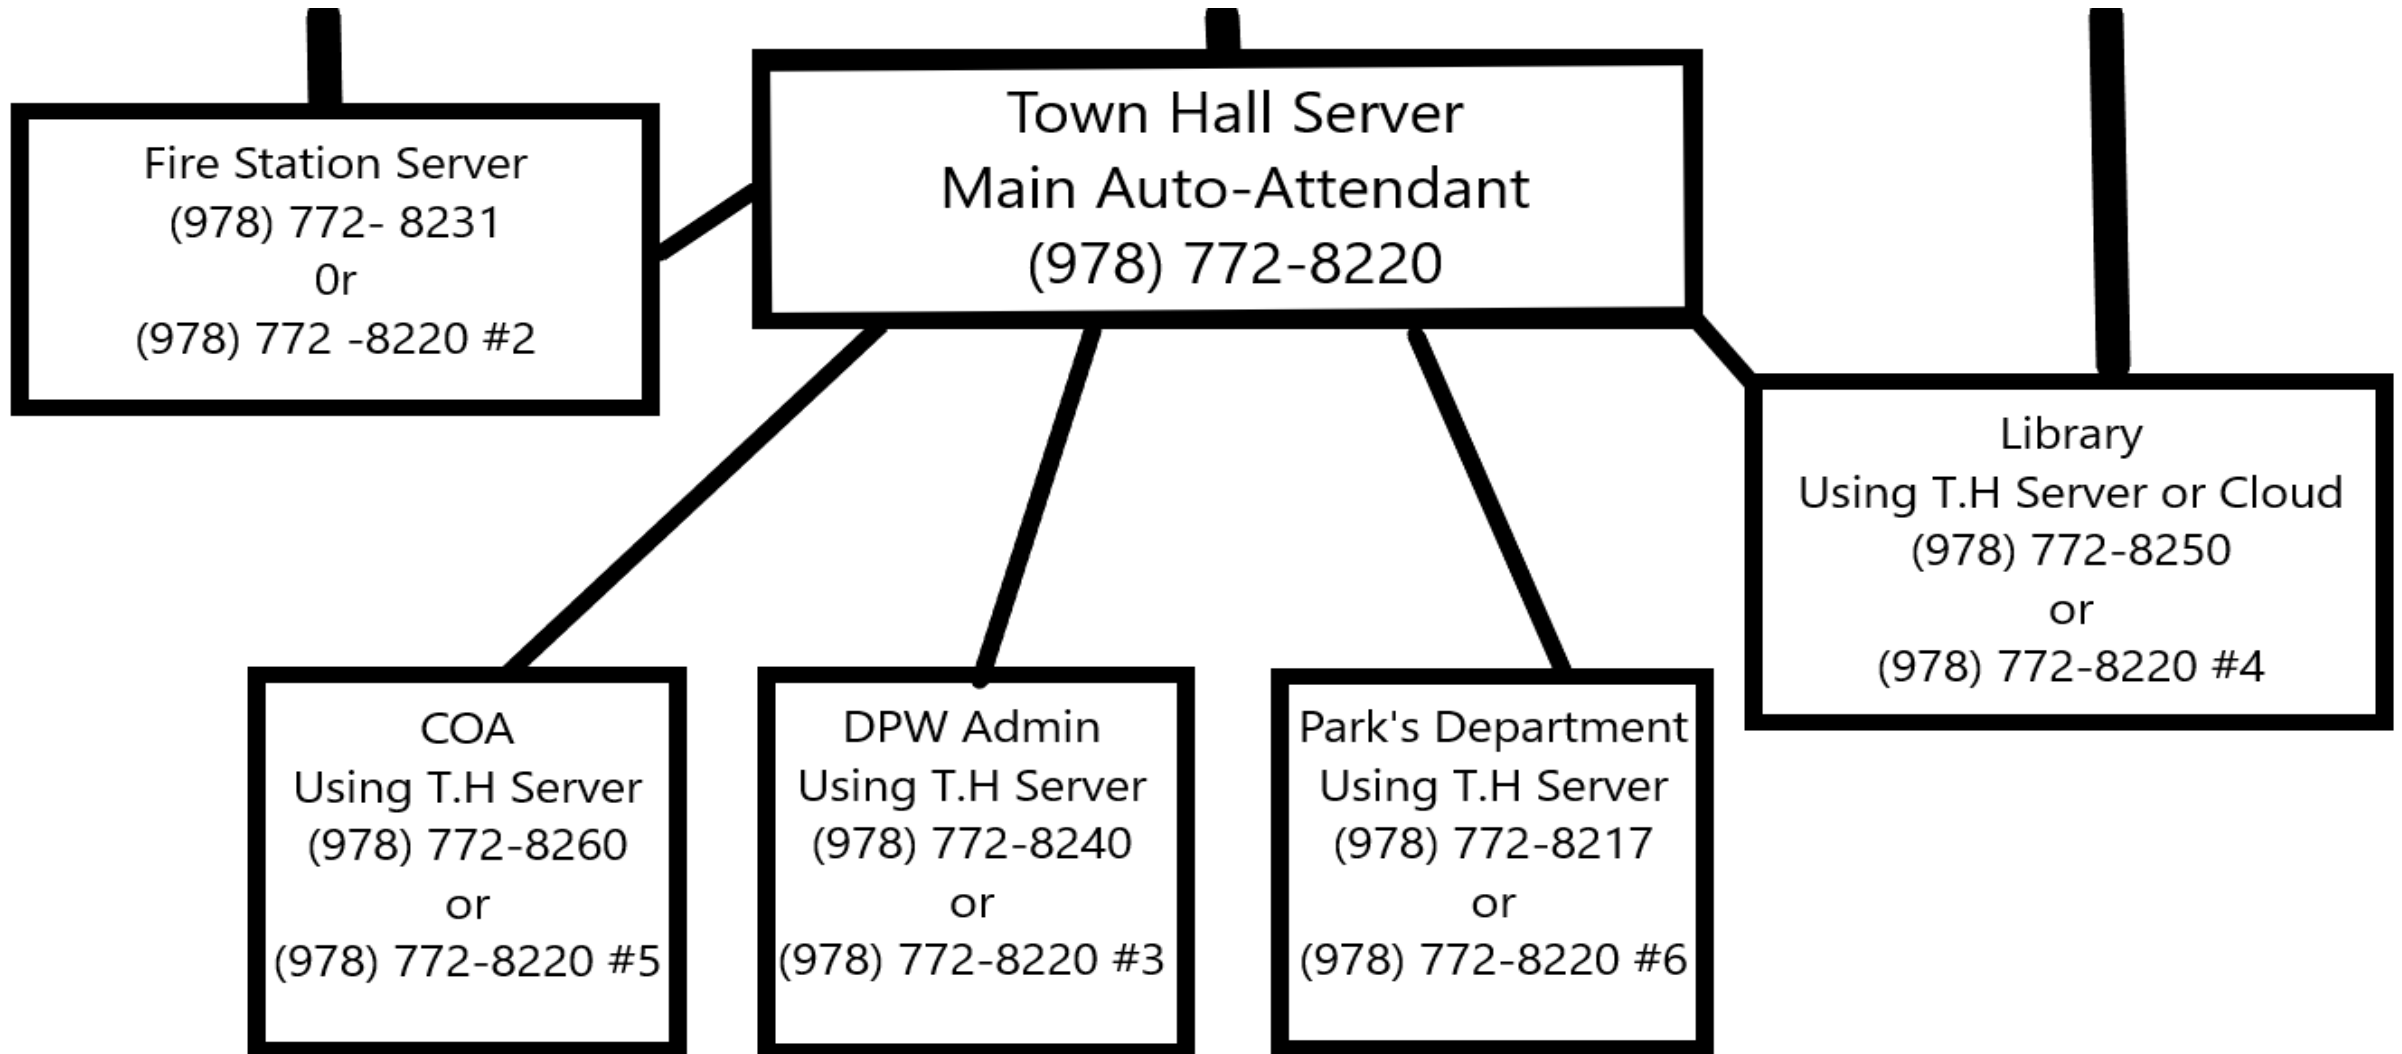 Fire Station Server
(978) 772- 8231
0r
(978) 772 -8220 #2
Town Hall Server
Main Auto-Attendant
(978) 772-8220
Library
Using T.H Server or Cloud
(978) 772-8250
or
(978) 772-8220 #4
COA
Using T.H Server
(978) 772-8260
or
(978) 772-8220 #5
DPW Admin
Using T.H Server
(978) 772-8240
or
(978) 772-8220 #3
Park's Department
Using T.H Server
(978) 772-8217
or
(978) 772-8220 #6